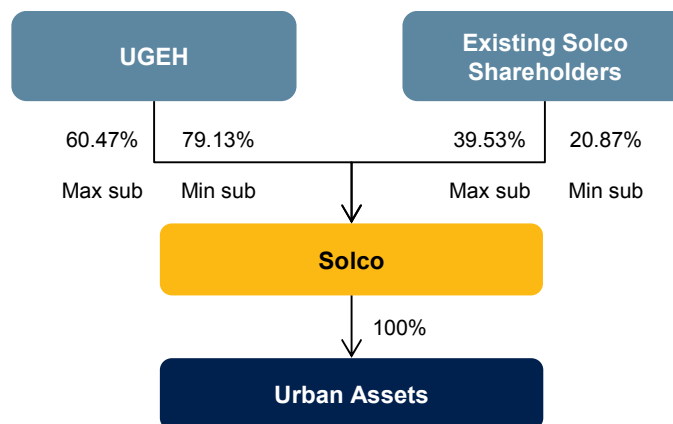 UGEH
Existing Solco
Shareholders
60.47% 79.13% 39.53% 20.87%
Max sub Min sub Max sub Min sub
Solco
100%
Urban Assets